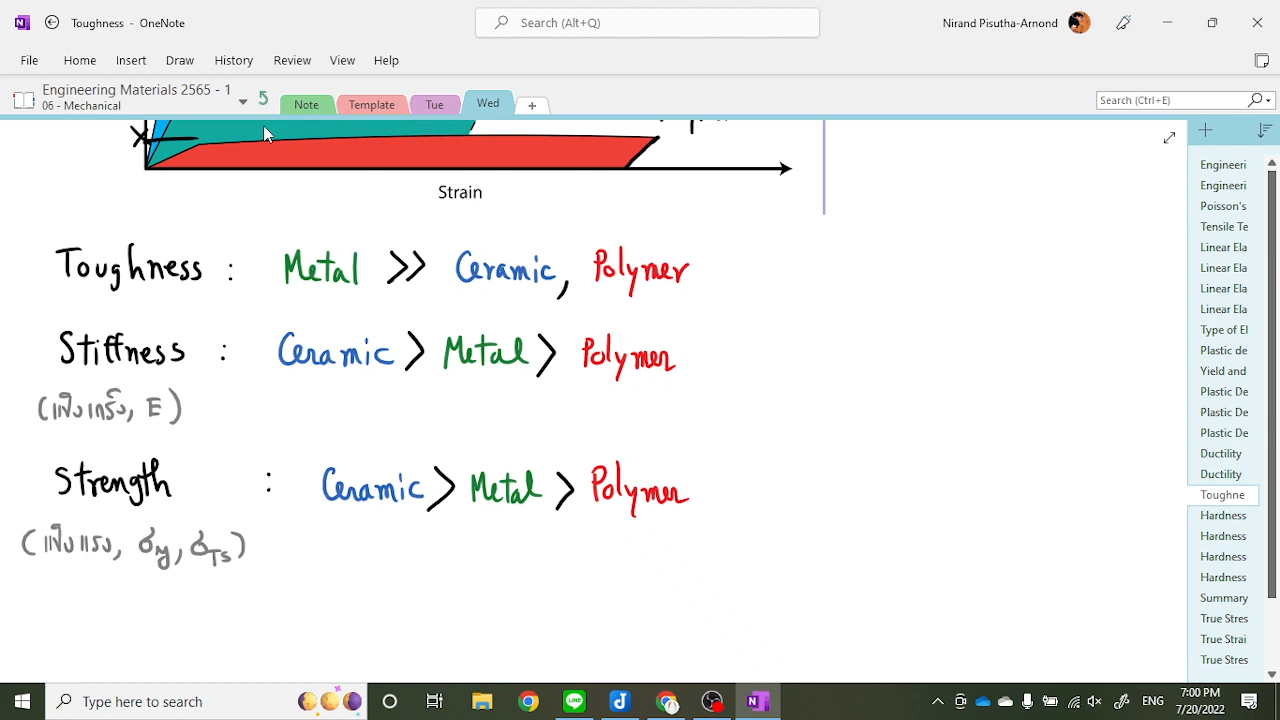 Toughness - OneNote
Search (Alt+Q)
Nirand Pisutha-Arnond
File Home Insert Draw History Review View Help
Engineering Materials 2565 - 1
06 - Mechanical
Note Template Tue Wed +
Search (Ctrl+E)
Strain
Toughness : Metal >> Ceramic, Polymer
Stiffness : Ceramic > Metal > Polymer
(แข็งเกร็ง, E)
Strength : Ceramic > Metal > Polymer
(แข็งแรง, σy, σTS)
Engineeri
Engineeri
Poisson's
Tensile Te
Linear Ela
Linear Ela
Linear Ela
Linear Ela
Type of El
Plastic de
Yield and
Plastic De
Plastic De
Plastic De
Ductility
Ductility
Toughne
Hardness
Hardness
Hardness
Hardness
Summary
True Stres
True Strai
True Stres
Type here to search
ENG
7:00 PM
7/20/2022